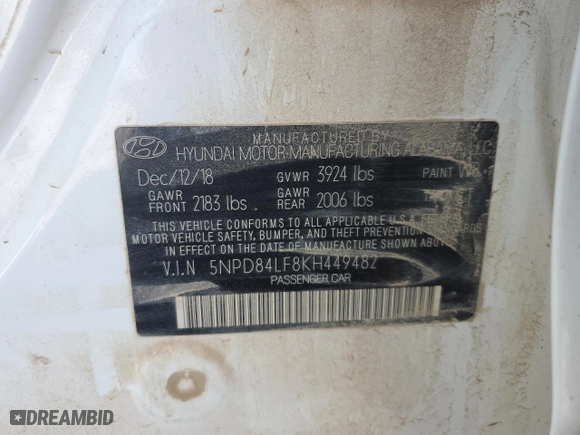 MANUFACTURED BY
HYUNDAI MOTOR MANUFACTURING ALABAMA, LLC
Dec/12/18 GVWR 3924 lbs PAINT
GAWR FRONT 2183 lbs GAWR REAR 2006 lbs
THIS VEHICLE CONFORMS TO ALL APPLICABLE U.S.A FEDERAL
MOTOR VEHICLE SAFETY, BUMPER, AND THEFT PREVENTION
STANDARDS IN EFFECT ON THE DATE OF MANUFACTURE SHOWN ABOVE.
V.I.N 5NPD84LF8KH449482
PASSENGER CAR
DREAMBID